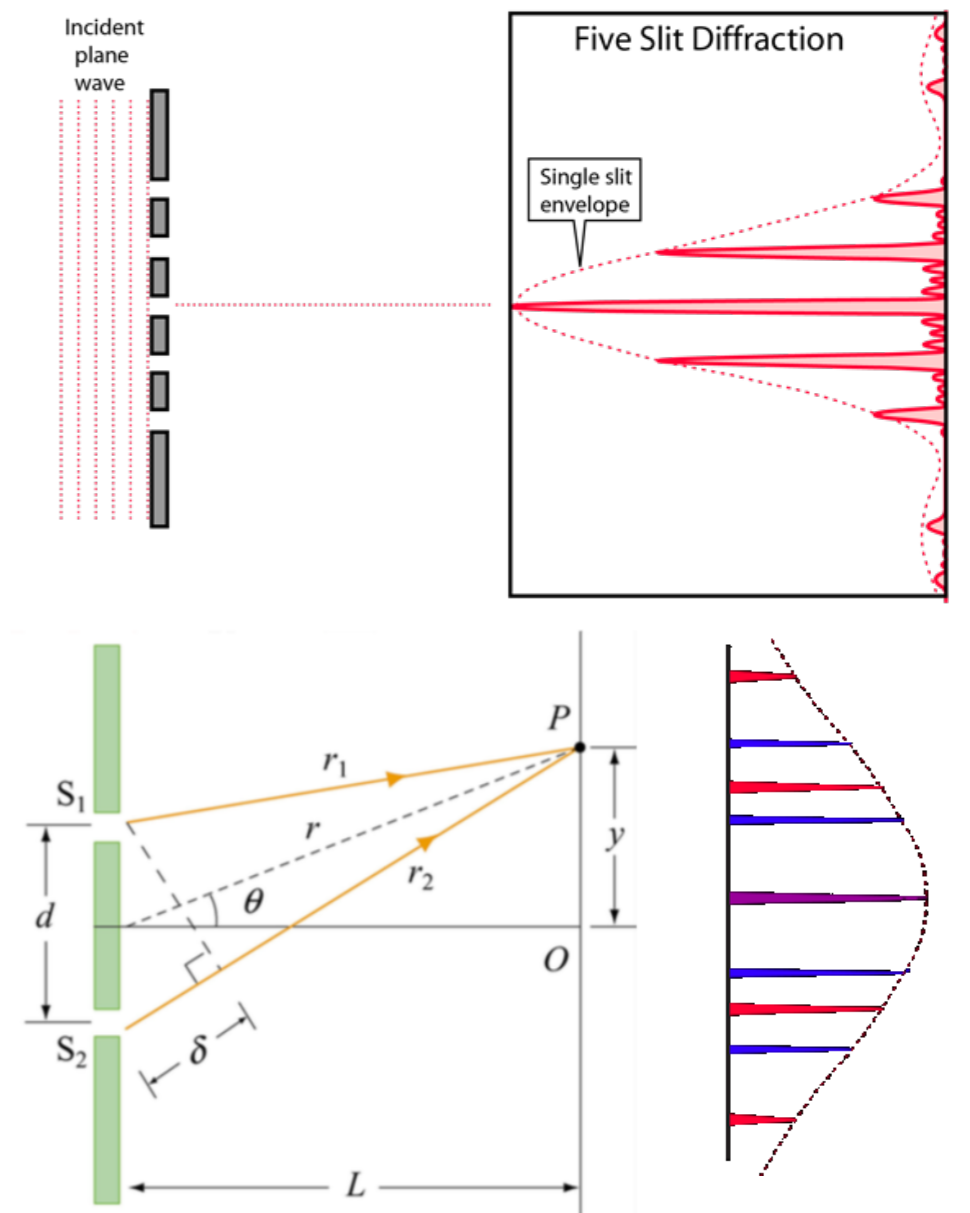 Incident
plane
wave
Five Slit Diffraction
Single slit
envelope
P
r₁
S₁
r
y
r₂
θ
d
O
S₂
δ
L